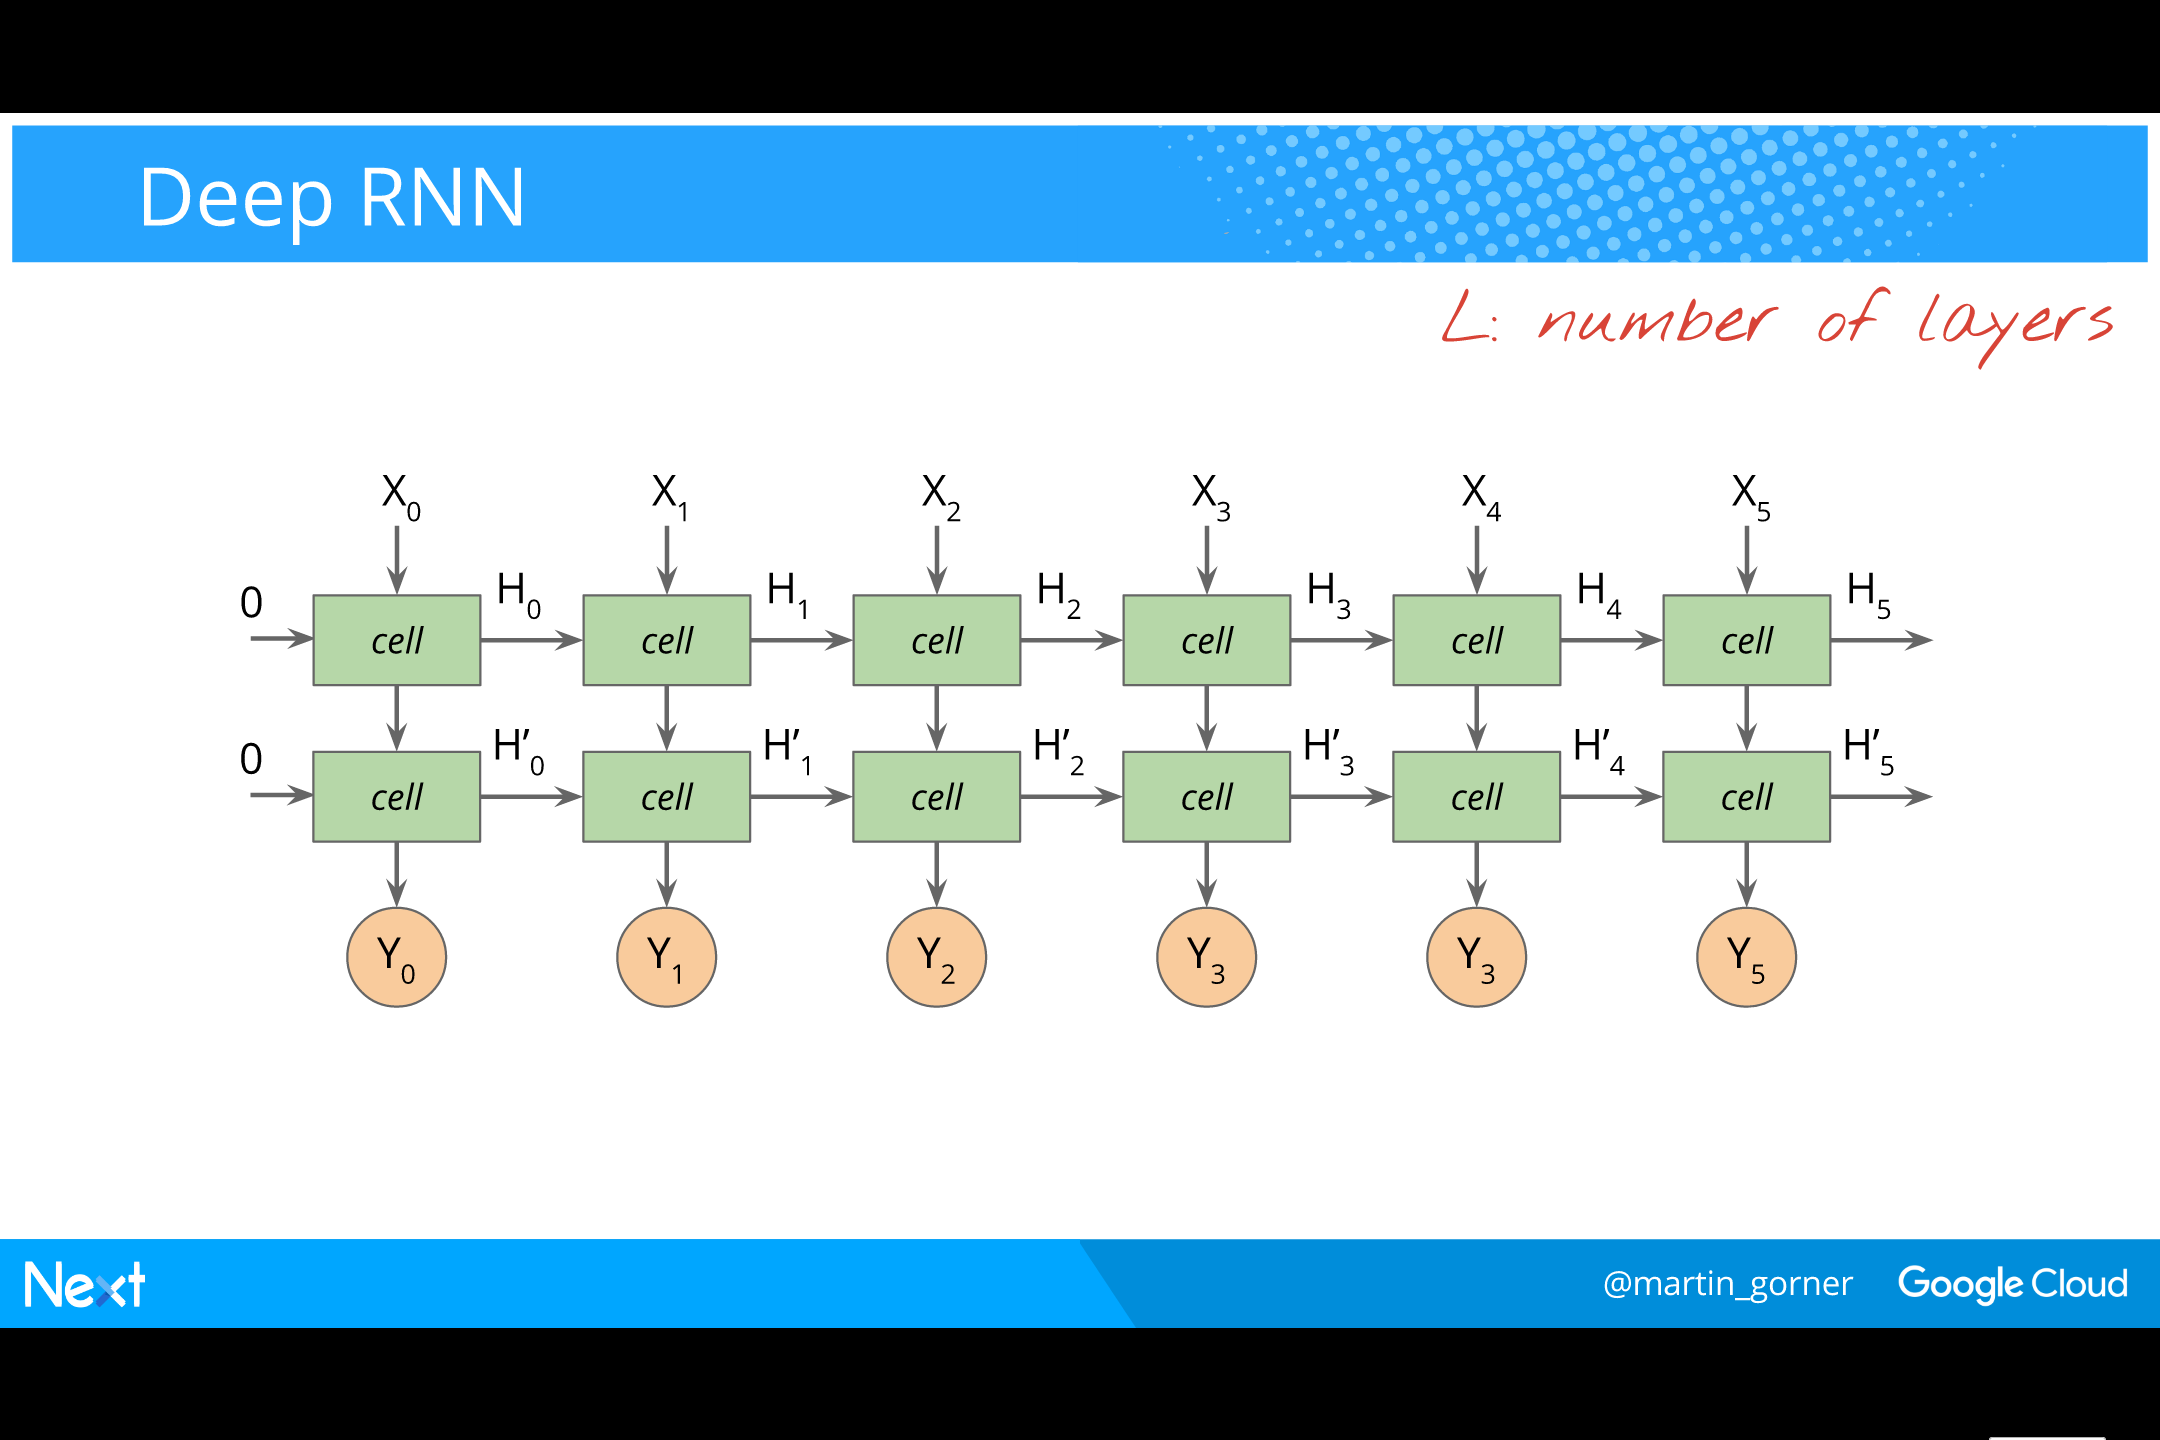 Deep RNN
L: number of layers
X0 X1 X2 X3 X4 X5
0 H0 H1 H2 H3 H4 H5
cell cell cell cell cell cell
0 H’0 H’1 H’2 H’3 H’4 H’5
cell cell cell cell cell cell
Y0 Y1 Y2 Y3 Y3 Y5
Next @martin_gorner Google Cloud